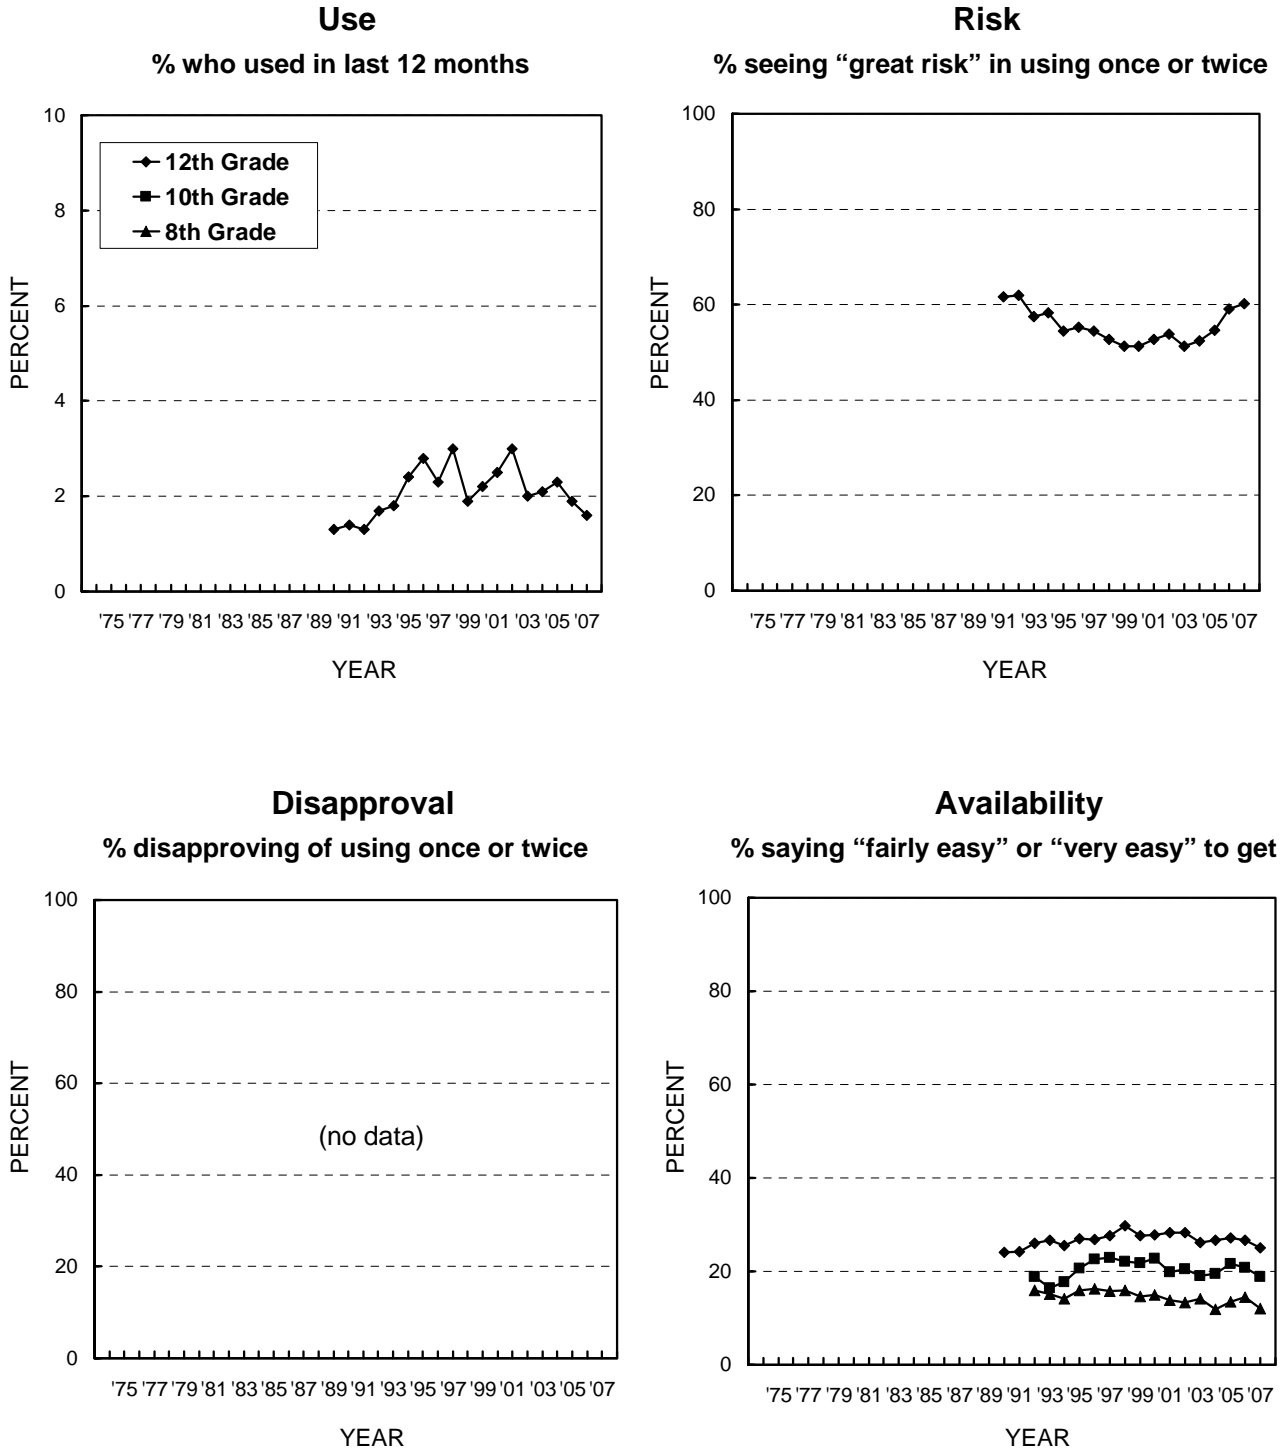 Use
% who used in last 12 months
10
8
6
4
2
0
PERCENT
12th Grade
10th Grade
8th Grade
'75 '77 '79 '81 '83 '85 '87 '89 '91 '93 '95 '97 '99 '01 '03 '05 '07
YEAR
Risk
% seeing “great risk” in using once or twice
100
80
60
40
20
0
PERCENT
'75 '77 '79 '81 '83 '85 '87 '89 '91 '93 '95 '97 '99 '01 '03 '05 '07
YEAR
Disapproval
% disapproving of using once or twice
100
80
60
40
20
0
PERCENT
(no data)
'75 '77 '79 '81 '83 '85 '87 '89 '91 '93 '95 '97 '99 '01 '03 '05 '07
YEAR
Availability
% saying “fairly easy” or “very easy” to get
100
80
60
40
20
0
PERCENT
'75 '77 '79 '81 '83 '85 '87 '89 '91 '93 '95 '97 '99 '01 '03 '05 '07
YEAR